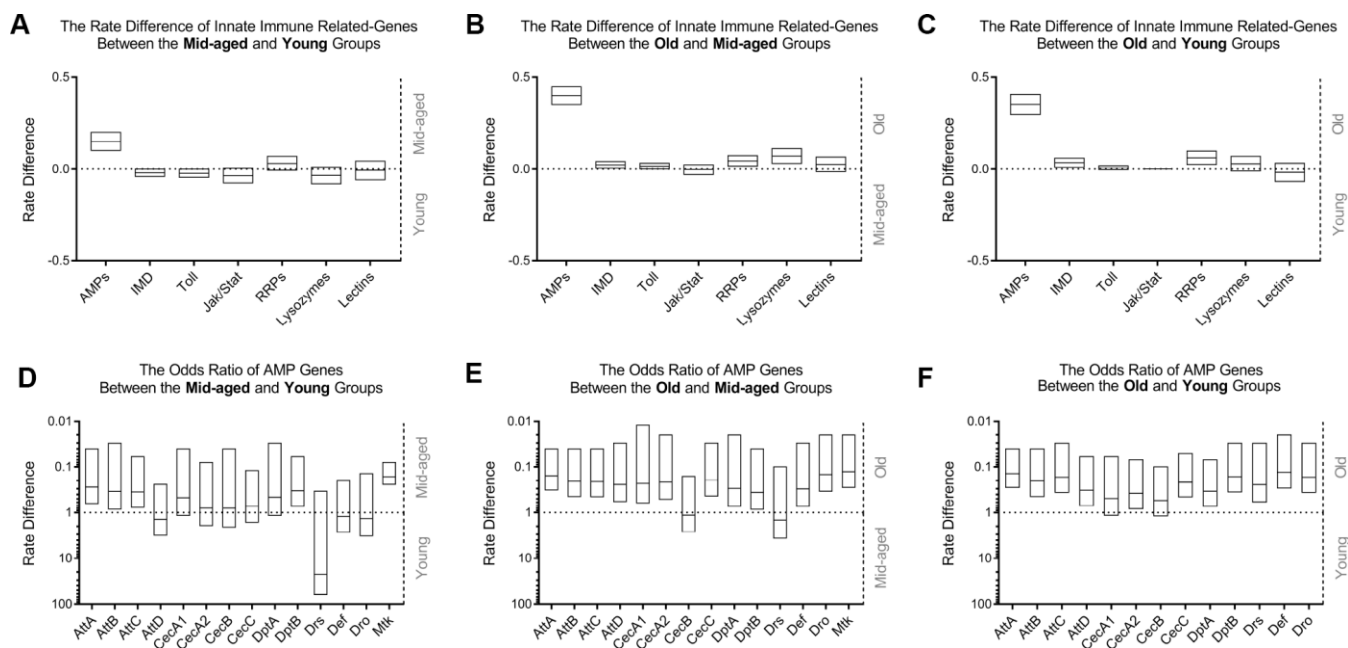 A
The Rate Difference of Innate Immune Related-Genes
Between the Mid-aged and Young Groups
Rate Difference
0.5
0.0
-0.5
AMPs
IMD
Toll
Jak/Stat
RRPs
Lysozymes
Lectins
Mid-aged
Young
B
The Rate Difference of Innate Immune Related-Genes
Between the Old and Mid-aged Groups
Rate Difference
0.5
0.0
-0.5
AMPs
IMD
Toll
Jak/Stat
RRPs
Lysozymes
Lectins
Old
Mid-aged
C
The Rate Difference of Innate Immune Related-Genes
Between the Old and Young Groups
Rate Difference
0.5
0.0
-0.5
AMPs
IMD
Toll
Jak/Stat
RRPs
Lysozymes
Lectins
Old
Young
D
The Odds Ratio of AMP Genes
Between the Mid-aged and Young Groups
Rate Difference
0.01
0.1
1
10
100
AttA
AttB
AttC
AttD
CecA1
CecA2
CecB
CecC
DptA
DptB
Drs
Def
Dro
Mtk
Mid-aged
Young
E
The Odds Ratio of AMP Genes
Between the Old and Mid-aged Groups
Rate Difference
0.01
0.1
1
10
100
AttA
AttB
AttC
AttD
CecA1
CecA2
CecB
CecC
DptA
DptB
Drs
Def
Dro
Mtk
Old
Mid-aged
F
The Odds Ratio of AMP Genes
Between the Old and Young Groups
Rate Difference
0.01
0.1
1
10
100
AttA
AttB
AttC
AttD
CecA1
CecA2
CecB
CecC
DptA
DptB
Drs
Def
Dro
Old
Young